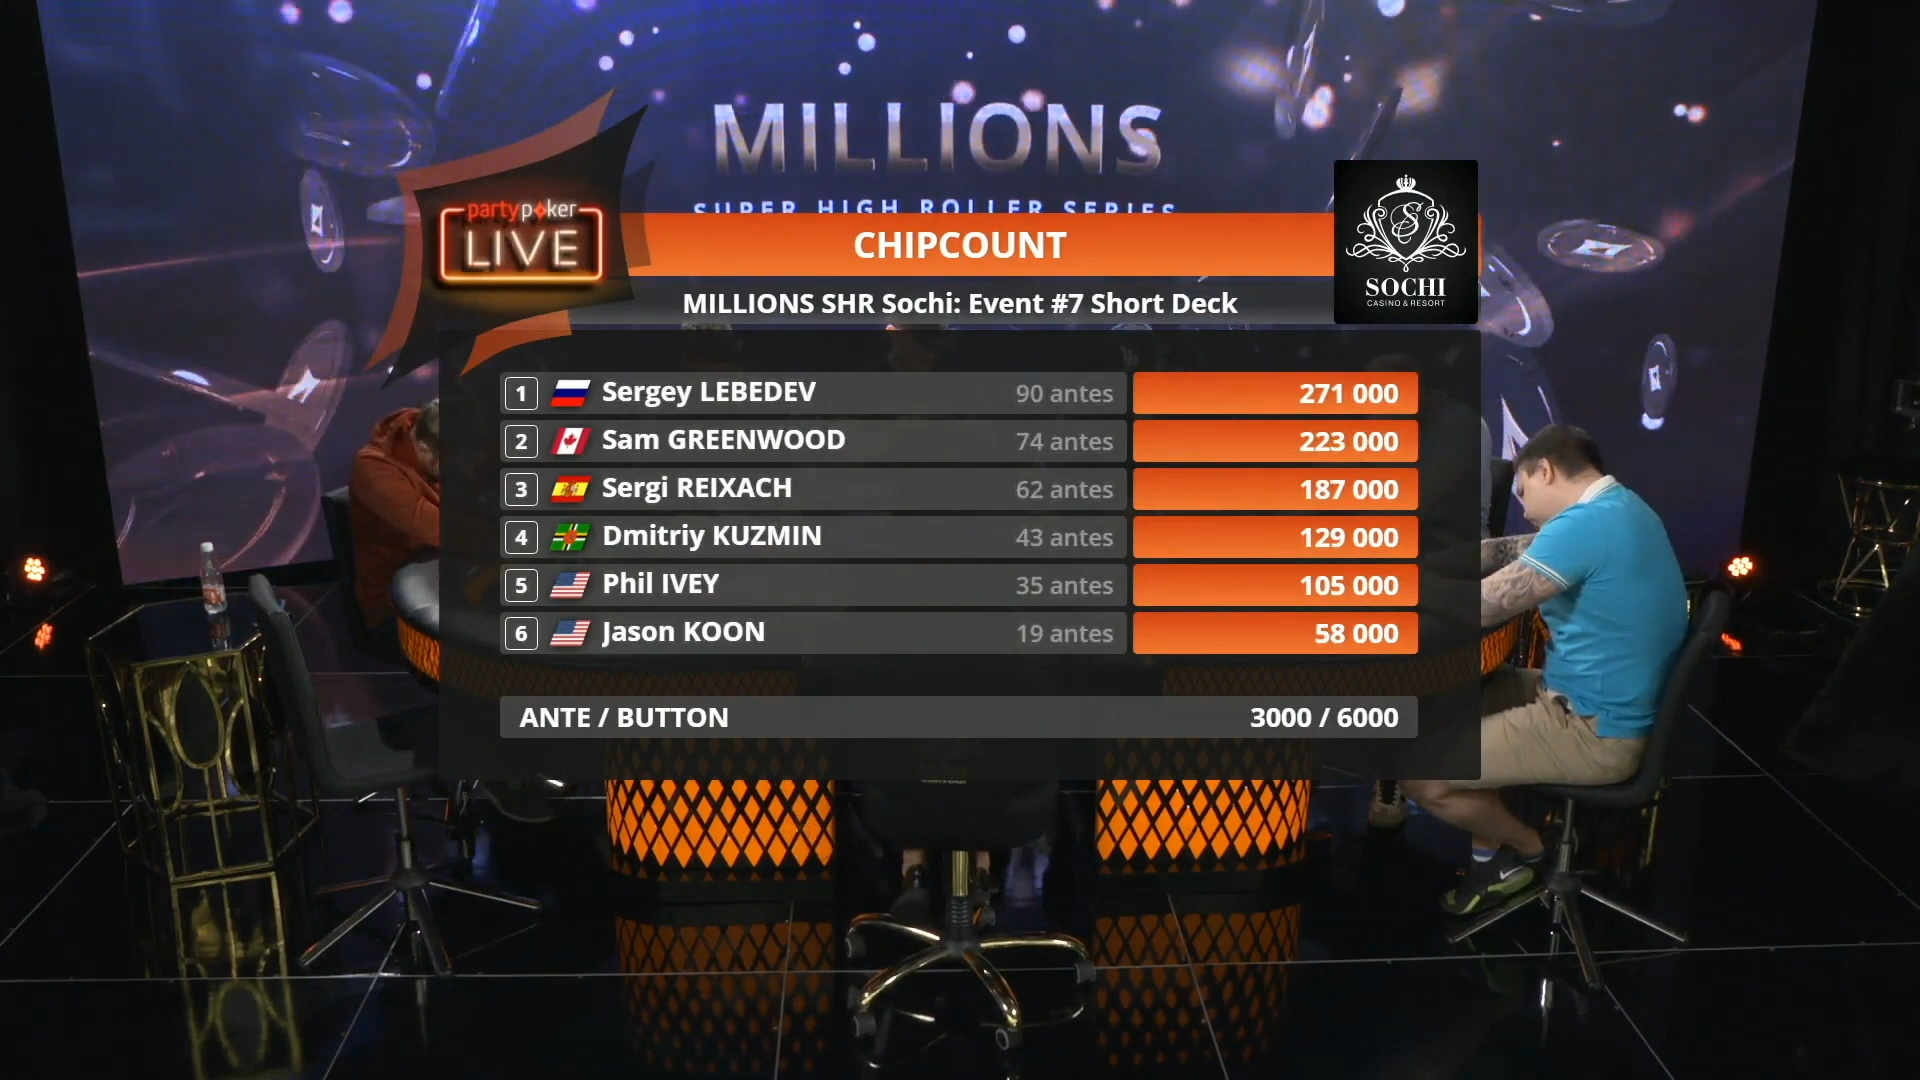 MILLIONS
SUPER HIGH ROLLER SERIES
partypoker
LIVE
CHIPCOUNT
MILLIONS SHR Sochi: Event #7 Short Deck
S
SOCHI
CASINO & RESORT
1 Sergey LEBEDEV 90 antes 271 000
2 Sam GREENWOOD 74 antes 223 000
3 Sergi REIXACH 62 antes 187 000
4 Dmitriy KUZMIN 43 antes 129 000
5 Phil IVEY 35 antes 105 000
6 Jason KOON 19 antes 58 000
ANTE / BUTTON 3000 / 6000